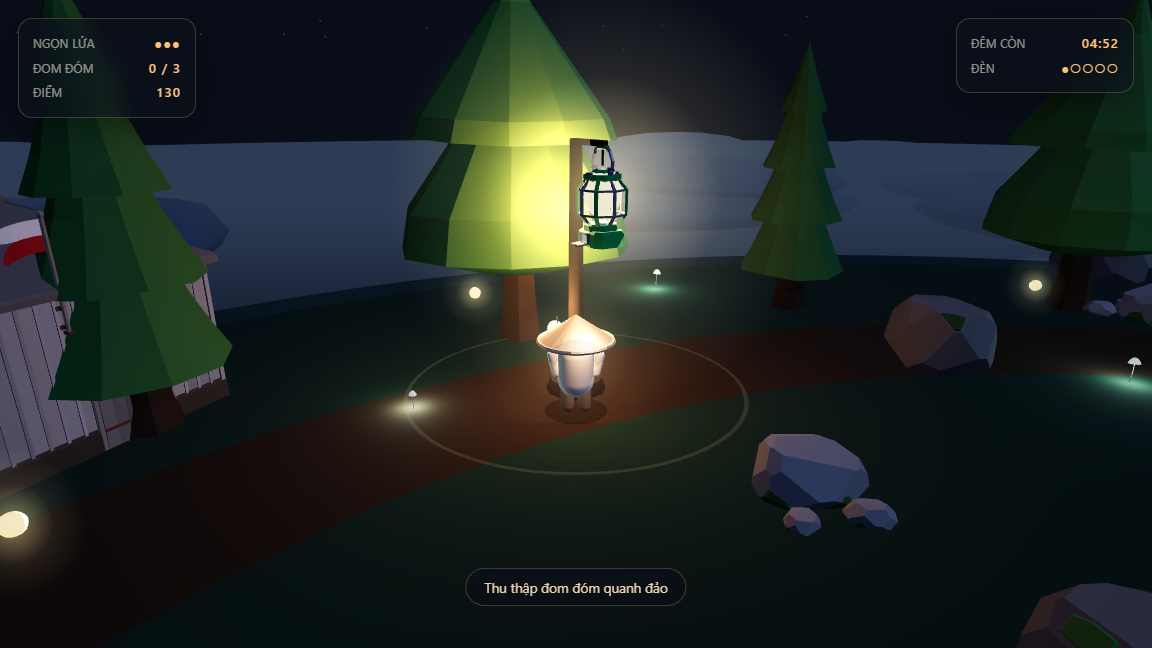 NGỌN LỬA
ĐOM ĐÓM 0 / 3
ĐIỂM 130
ĐÊM CÒN 04:52
ĐÈN
Thu thập đom đóm quanh đảo